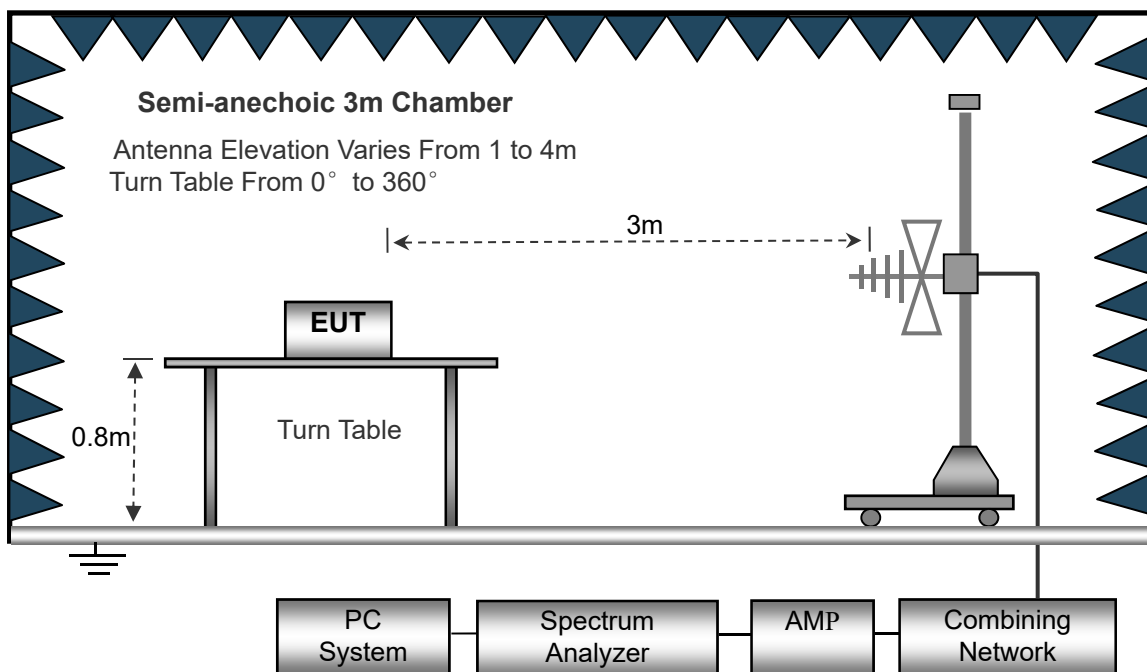 Semi-anechoic 3m Chamber
Antenna Elevation Varies From 1 to 4m
Turn Table From 0° to 360°
3m
EUT
0.8m
Turn Table
PC
System
Spectrum
Analyzer
AMP
Combining
Network